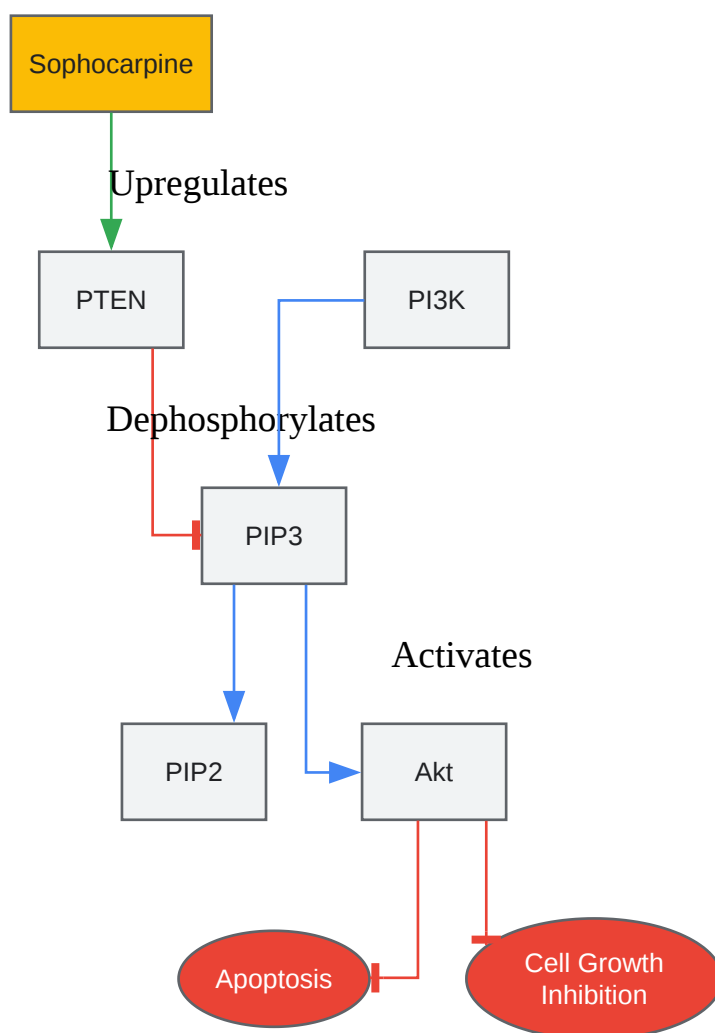 Sophocarpine
Upregulates
PTEN
PI3K
Dephosphorylates
PIP3
Activates
PIP2
Akt
Apoptosis
Cell Growth
Inhibition